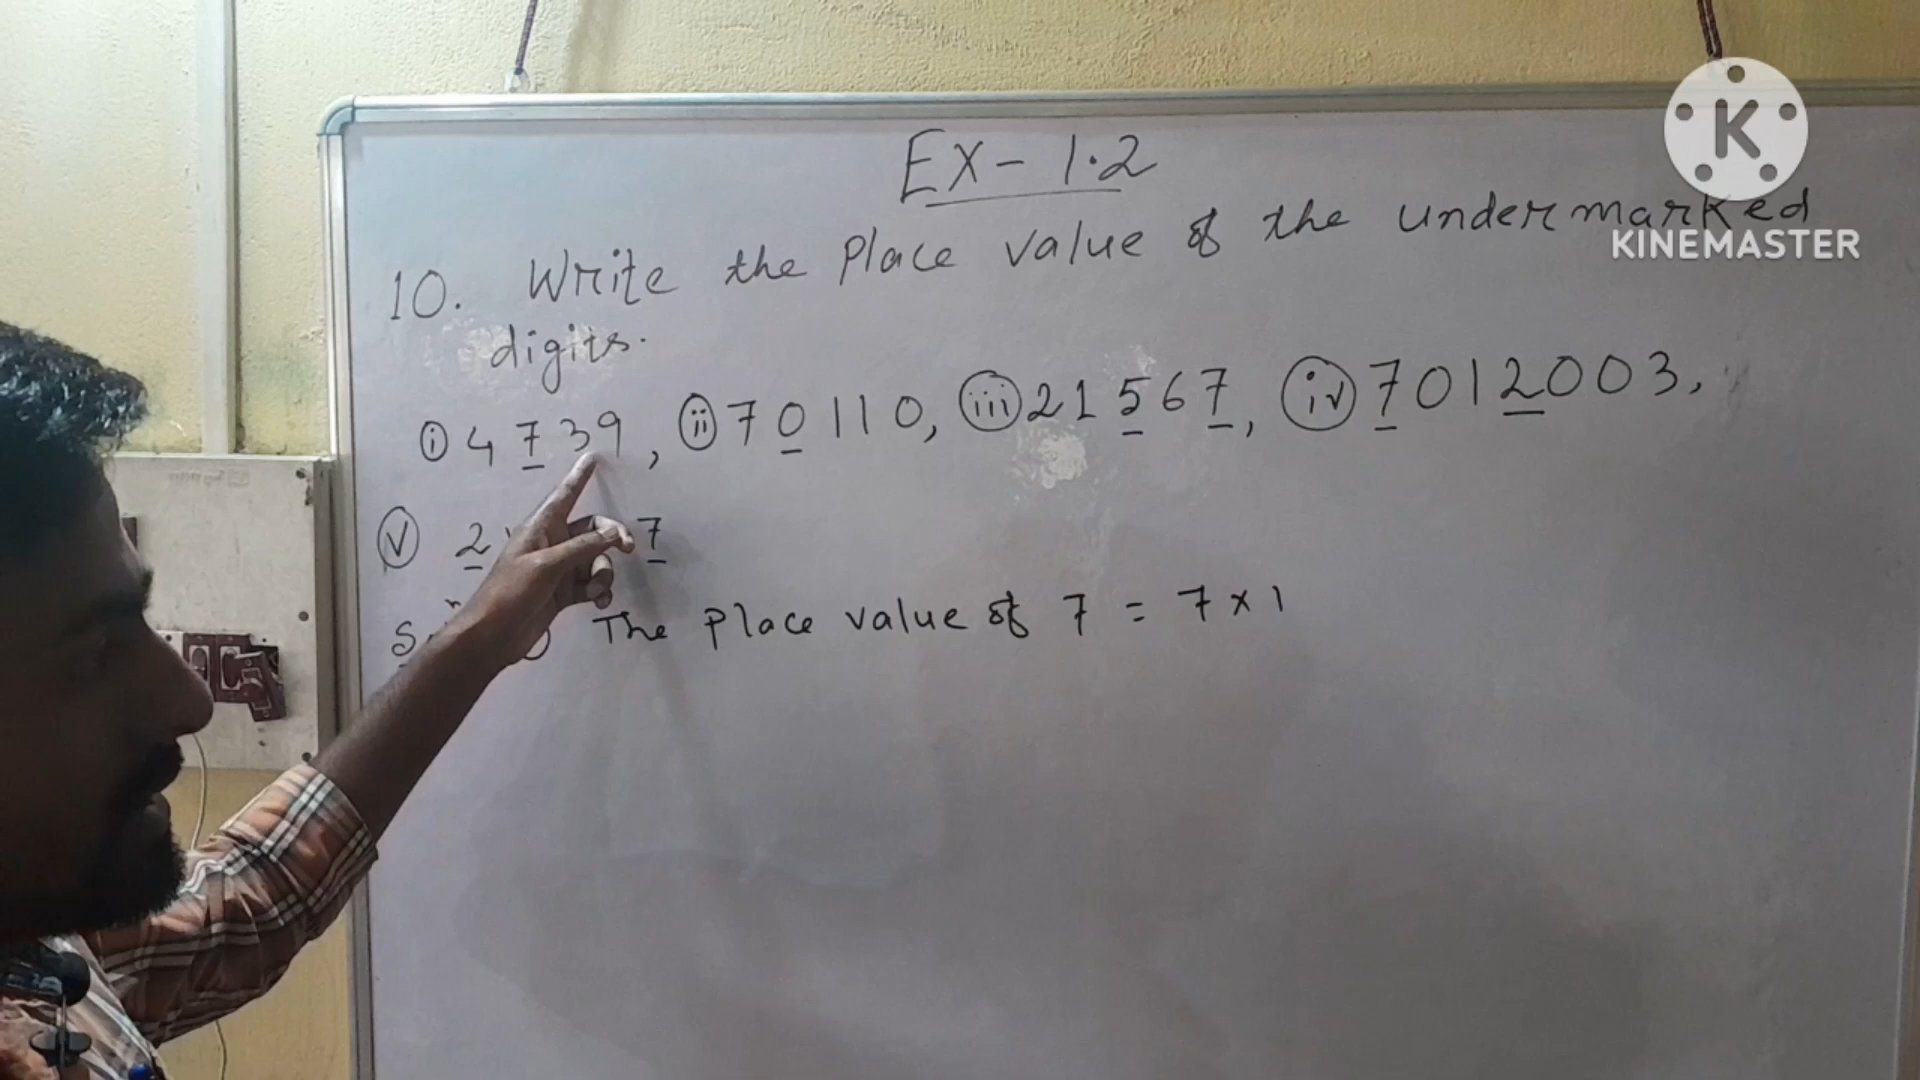 K
KINEMASTER
EX-1.2
10. Write the place value of the undermarked
digits.
(i) 4739, (ii) 70110, (iii) 21567, (iv) 7012003,
(v) 2 7
The place value of 7 = 7 × 1